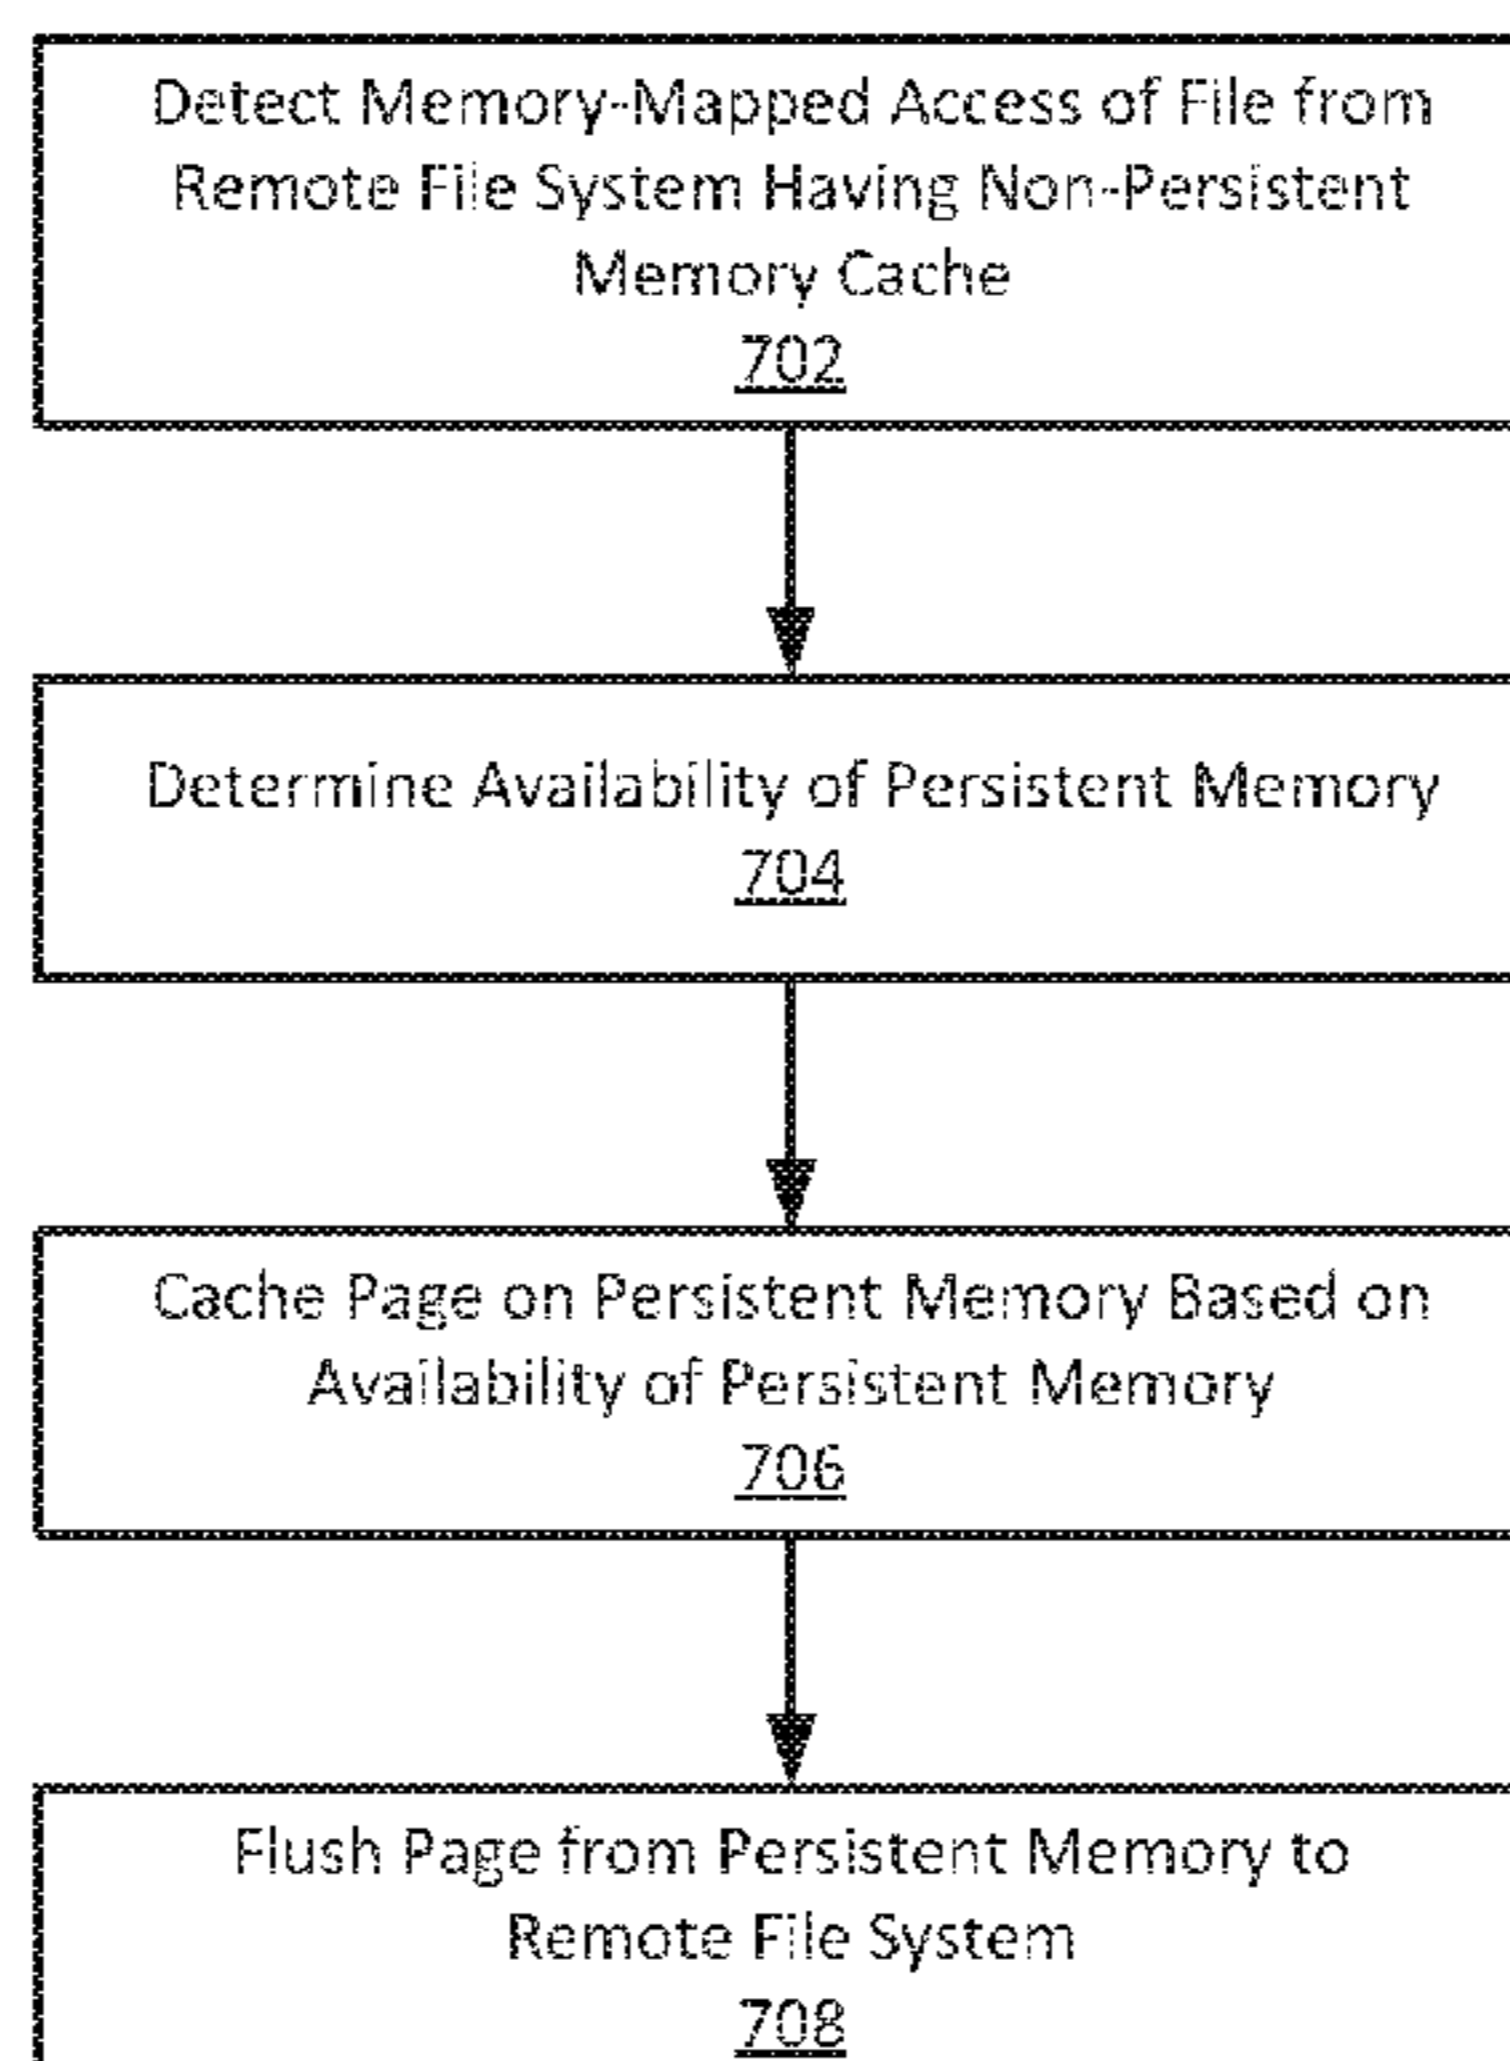 Detect Memory-Mapped Access of File from
Remote File System Having Non-Persistent
Memory Cache
702
Determine Availability of Persistent Memory
704
Cache Page on Persistent Memory Based on
Availability of Persistent Memory
706
Flush Page from Persistent Memory to
Remote File System
708